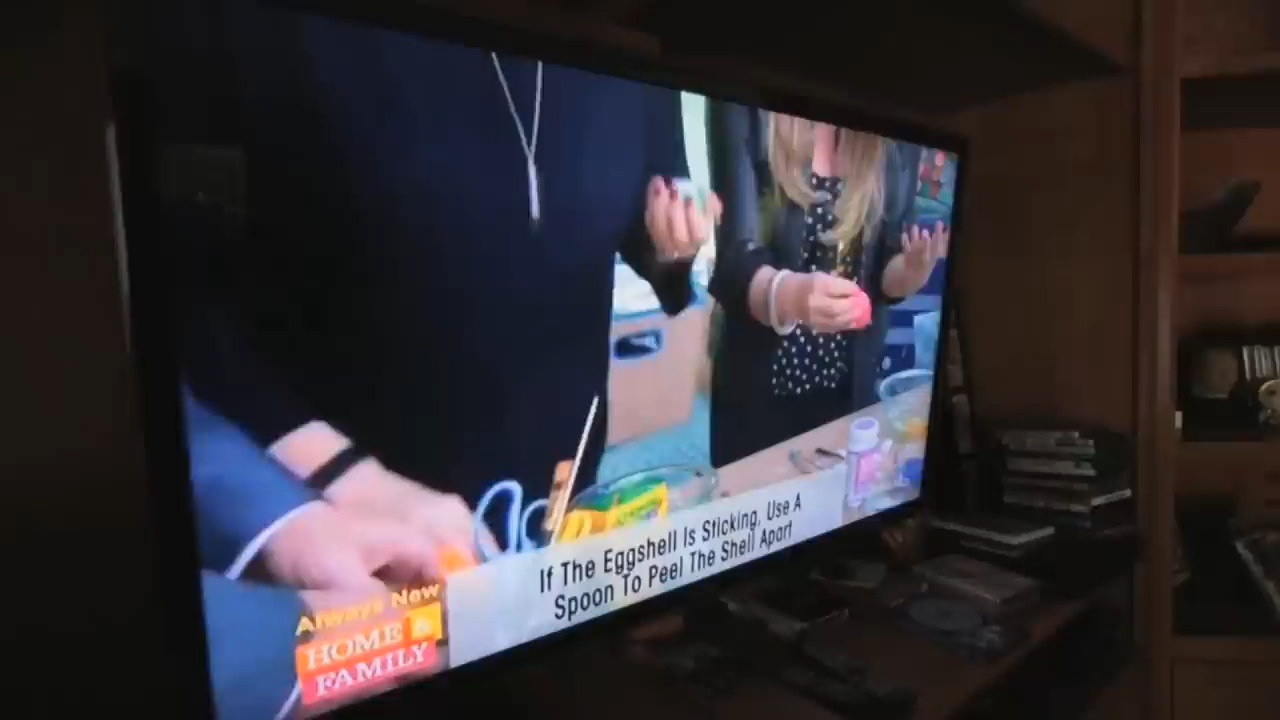 If The Eggshell Is Sticking, Use A
Spoon To Peel The Shell Apart
Always New
HOME &
FAMILY